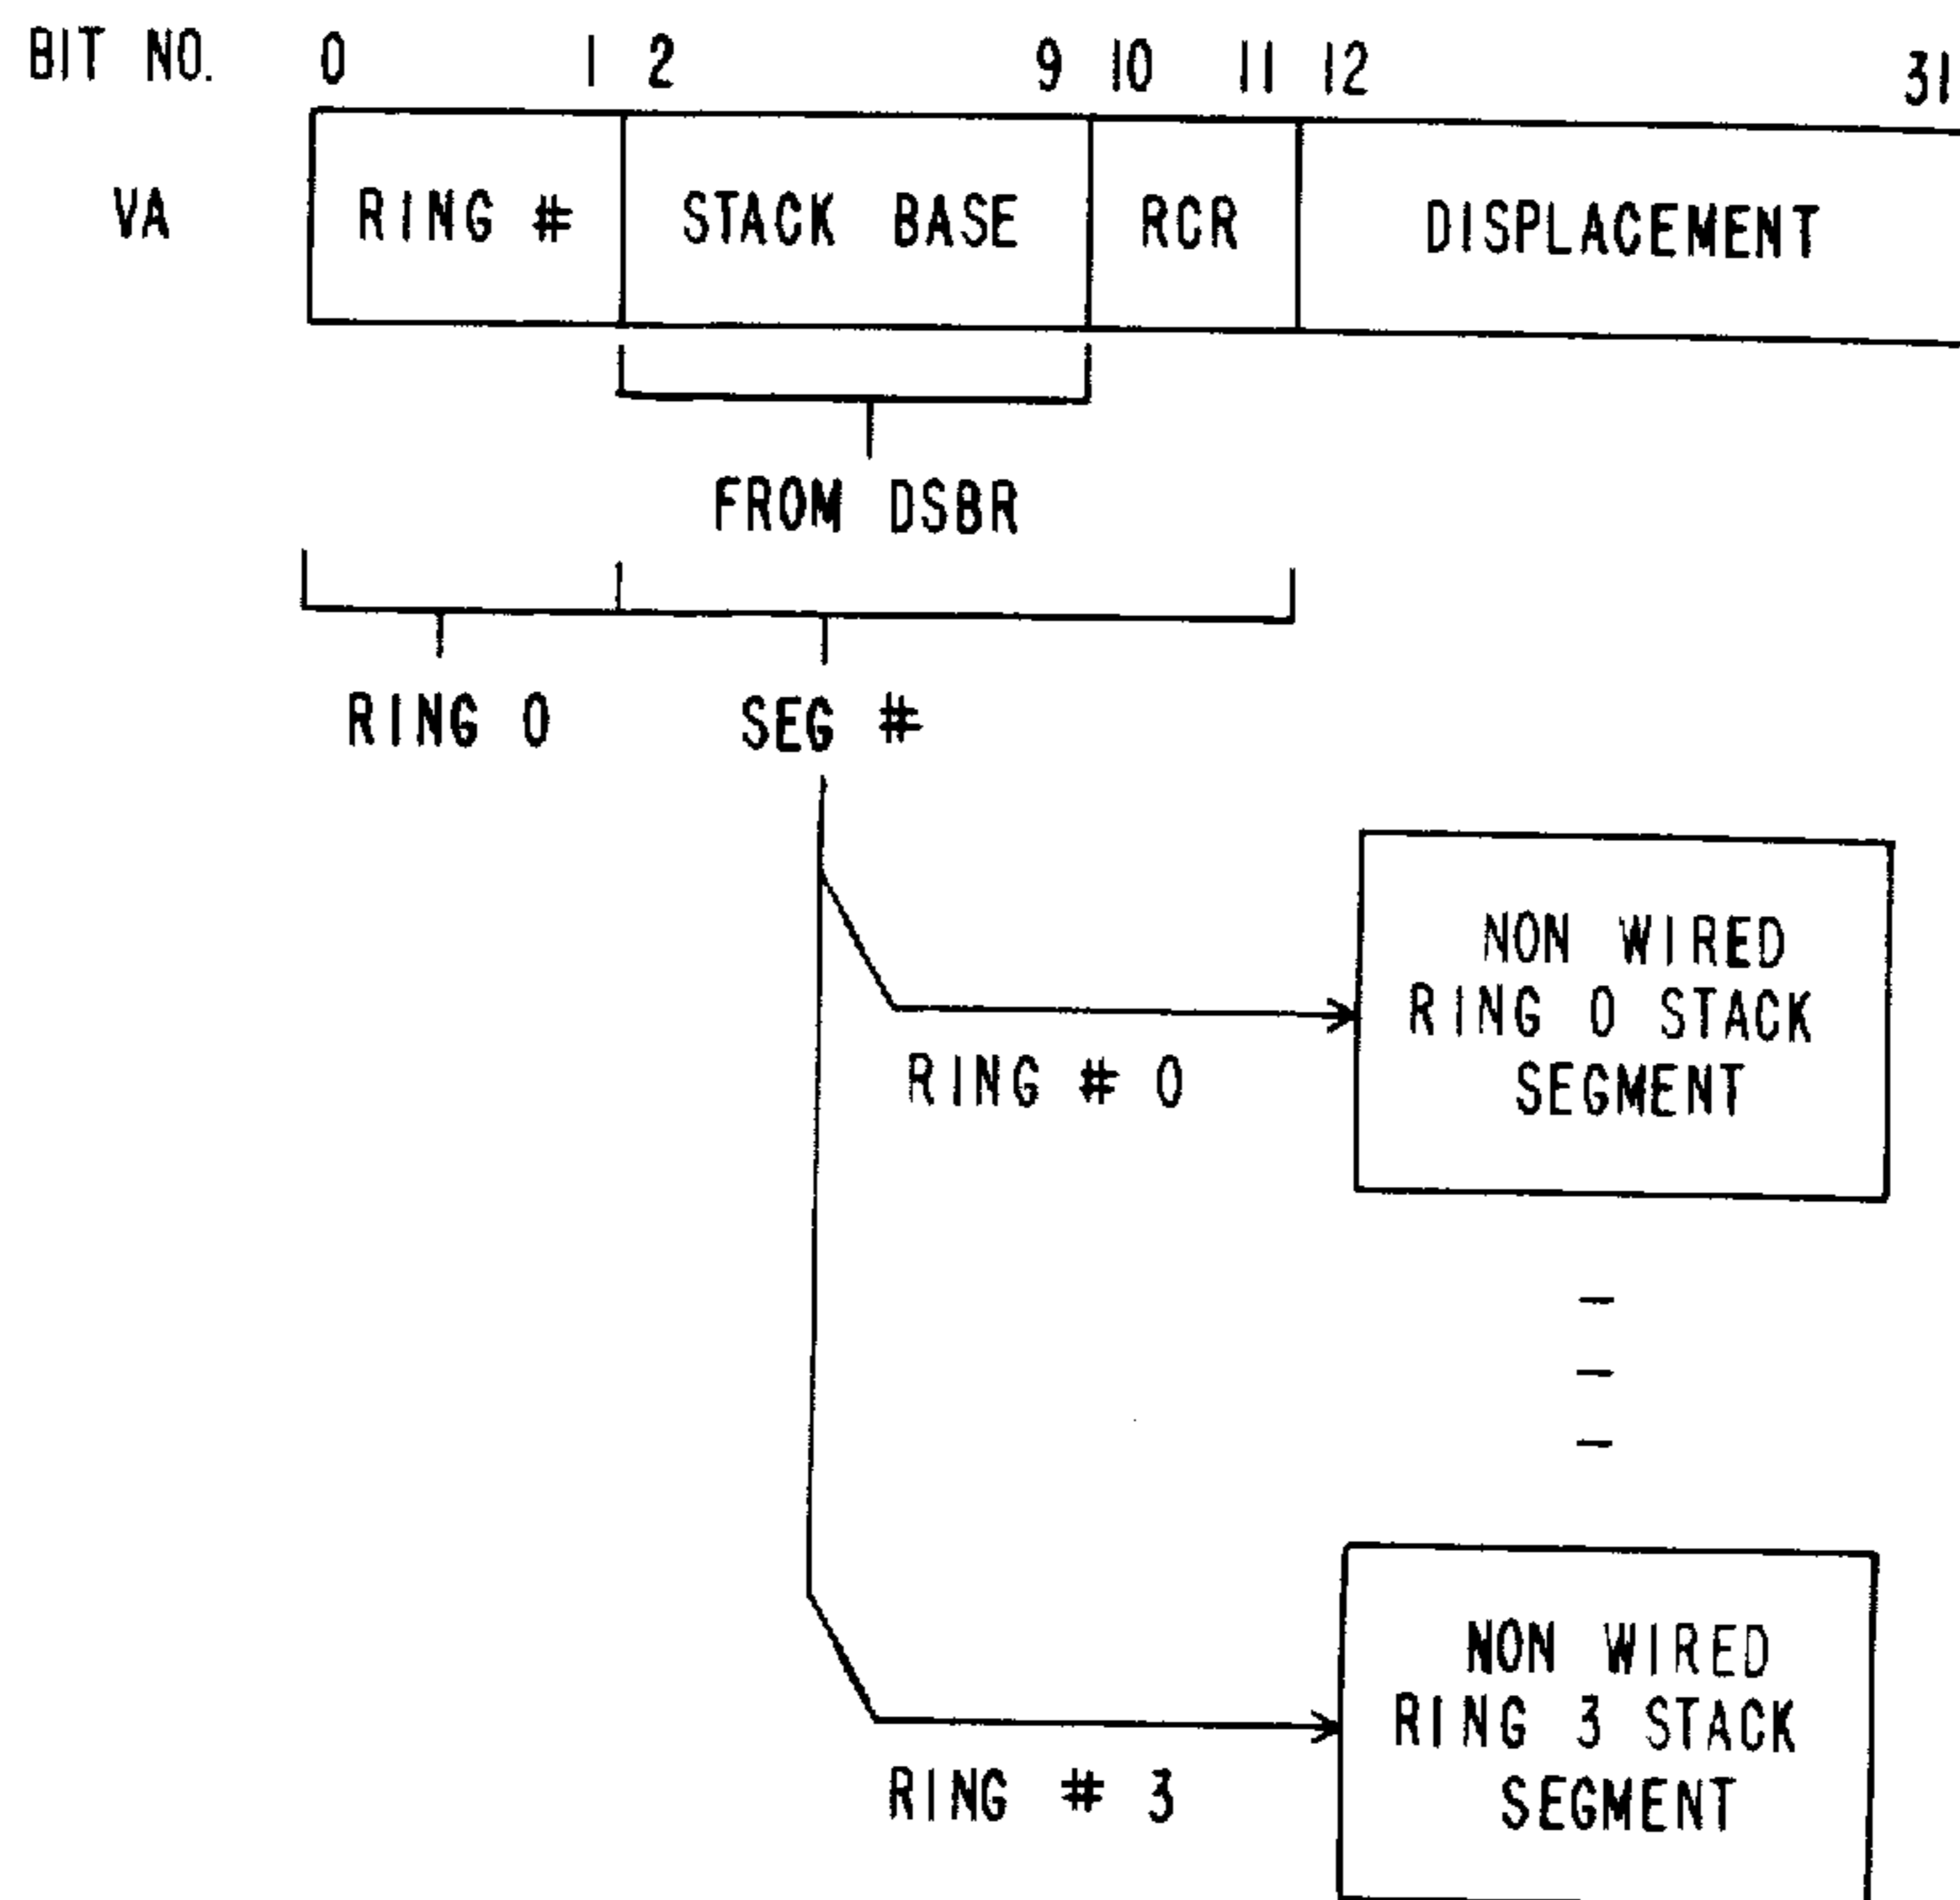 BIT NO. 0 1 2 9 10 11 12 31
VA RING # STACK BASE RCR DISPLACEMENT
FROM DSBR
RING 0 SEG #
NON WIRED
RING 0 STACK
SEGMENT
RING # 0
NON WIRED
RING 3 STACK
SEGMENT
RING # 3